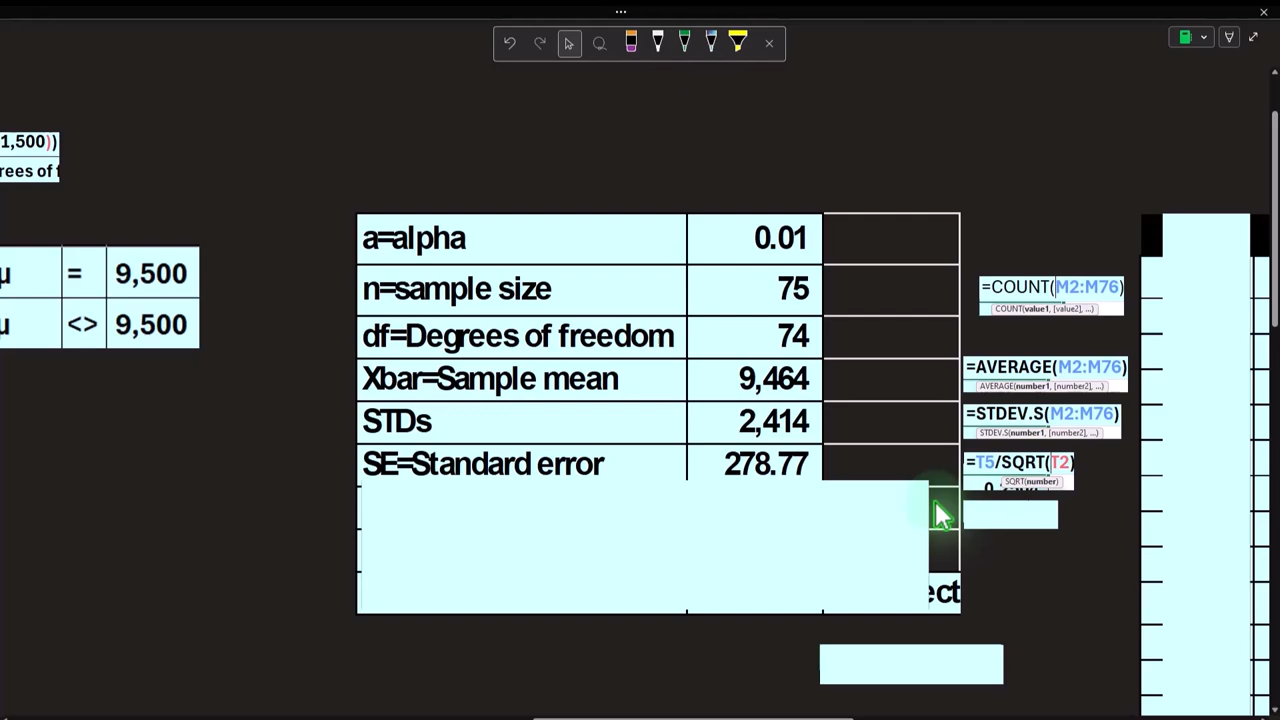 1,500))
rees of f
μ = 9,500
μ <> 9,500
a=alpha 0.01
n=sample size 75
df=Degrees of freedom 74
Xbar=Sample mean 9,464
STDs 2,414
SE=Standard error 278.77
ect
=COUNT(M2:M76)
COUNT(value1, [value2], ...)
=AVERAGE(M2:M76)
AVERAGE(number1, [number2], ...)
=STDEV.S(M2:M76)
STDEV.S(number1, [number2], ...)
=T5/SQRT(T2)
SQRT(number)